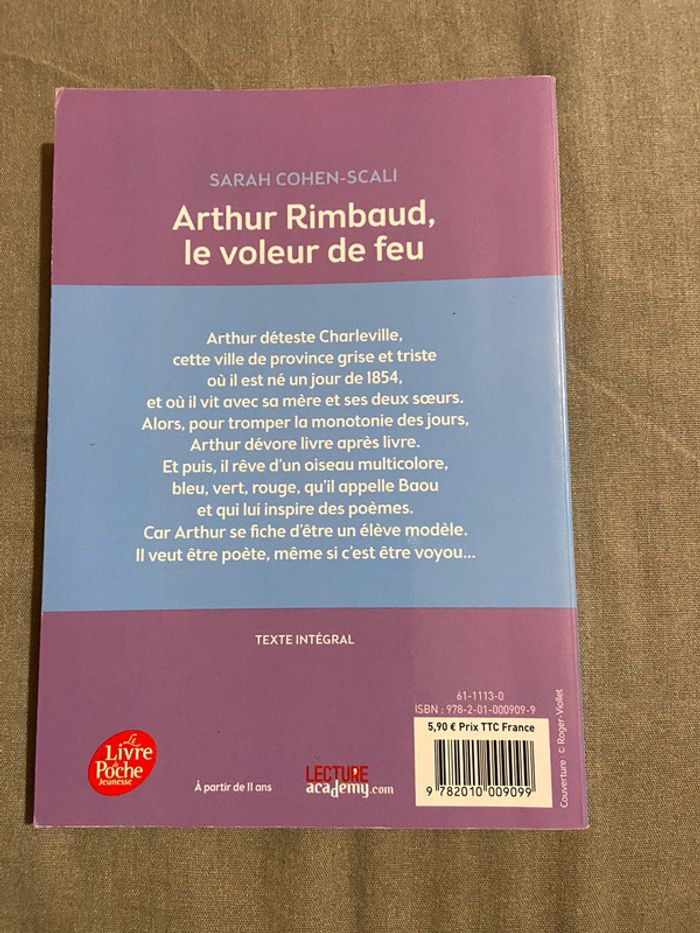 SARAH COHEN-SCALI
Arthur Rimbaud,
le voleur de feu
Arthur déteste Charleville,
cette ville de province grise et triste
où il est né un jour de 1854,
et où il vit avec sa mère et ses deux sœurs.
Alors, pour tromper la monotonie des jours,
Arthur dévore livre après livre.
Et puis, il rêve d'un oiseau multicolore,
bleu, vert, rouge, qu'il appelle Baou
et qui lui inspire des poèmes.
Car Arthur se fiche d'être un élève modèle.
Il veut être poète, même si c'est être voyou...
TEXTE INTÉGRAL
Le
Livre
de
Poche
Jeunesse
À partir de 11 ans
LECTURE
academy.com
61-1113-0
ISBN : 978-2-01-000909-9
5,90 € Prix TTC France
9 782010 009099
Couverture : © Roger-Viollet